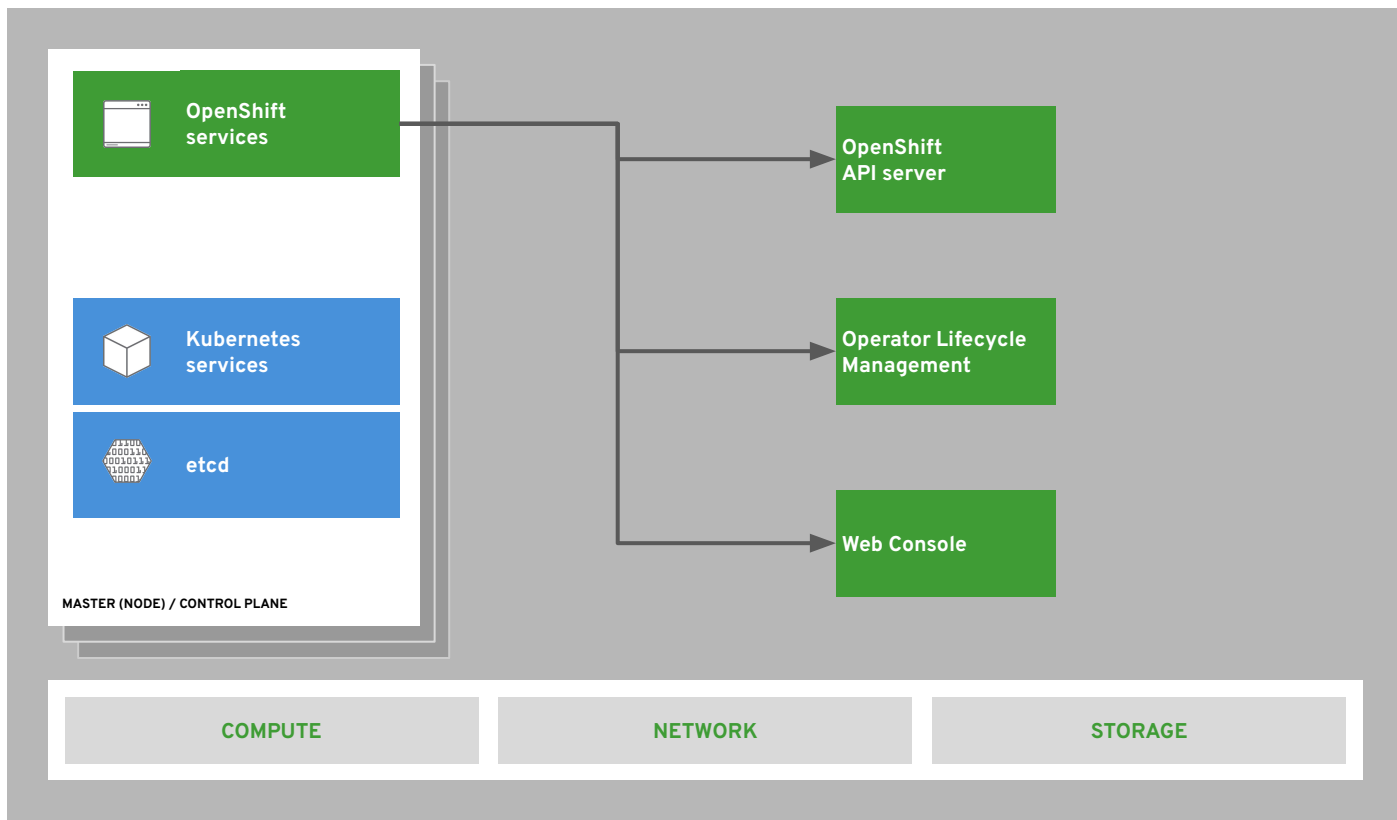 OpenShift
services
Kubernetes
services
etcd
MASTER (NODE) / CONTROL PLANE
OpenShift
API server
Operator Lifecycle
Management
Web Console
COMPUTE
NETWORK
STORAGE